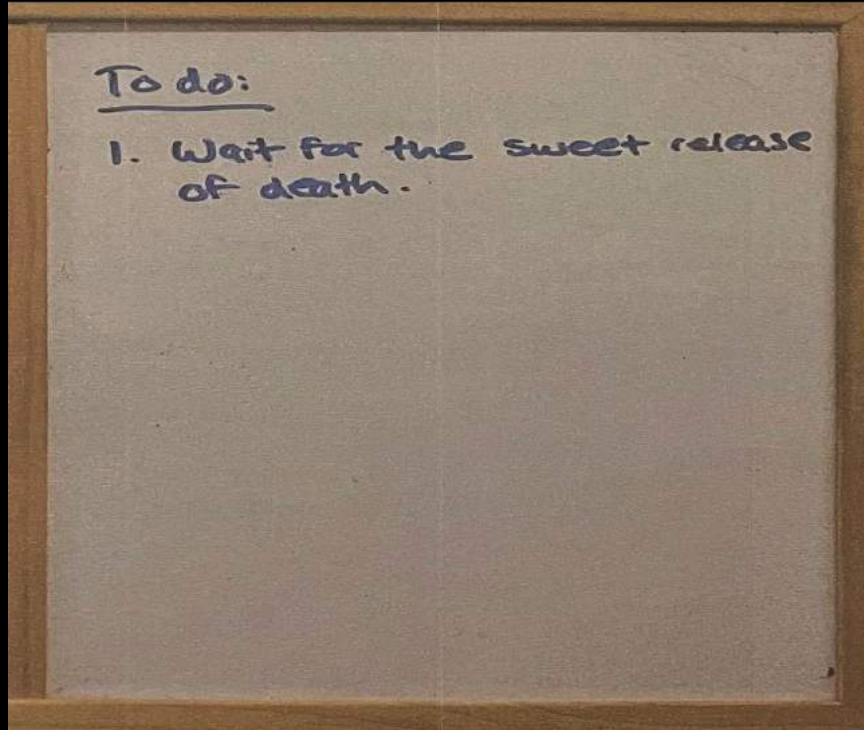 To do:
1. Wait for the sweet release
of death.